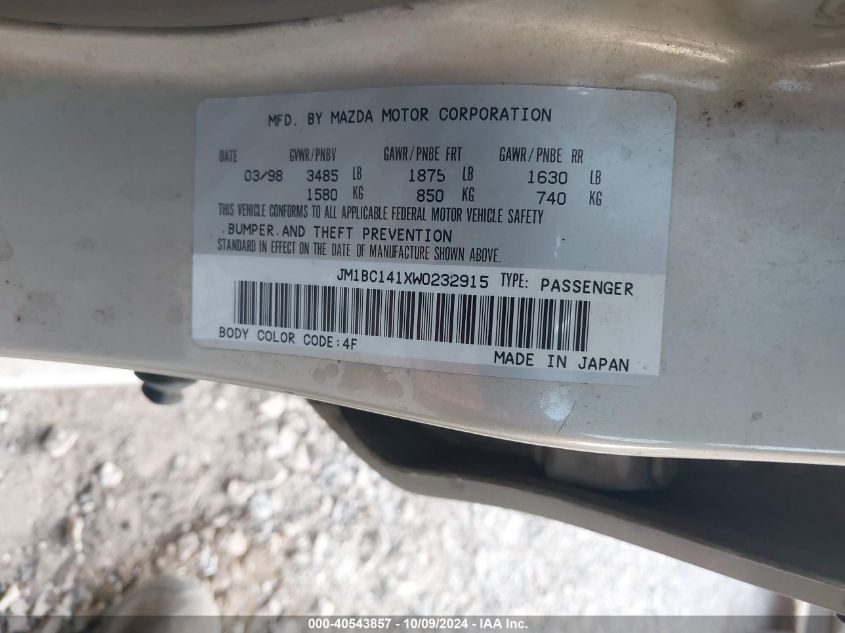 MFD. BY MAZDA MOTOR CORPORATION
DATE GVWR/PNBV GAWR/PNBE FRT GAWR/PNBE RR
03/98 3485 LB 1875 LB 1630 LB
1580 KG 850 KG 740 KG
THIS VEHICLE CONFORMS TO ALL APPLICABLE FEDERAL MOTOR VEHICLE SAFETY
.BUMPER.AND THEFT PREVENTION
STANDARD IN EFFECT ON THE DATE OF MANUFACTURE SHOWN ABOVE.
JM1BC141XW0232915 TYPE: PASSENGER
BODY COLOR CODE:4F
MADE IN JAPAN
000-40543857 - 10/09/2024 - IAA Inc.